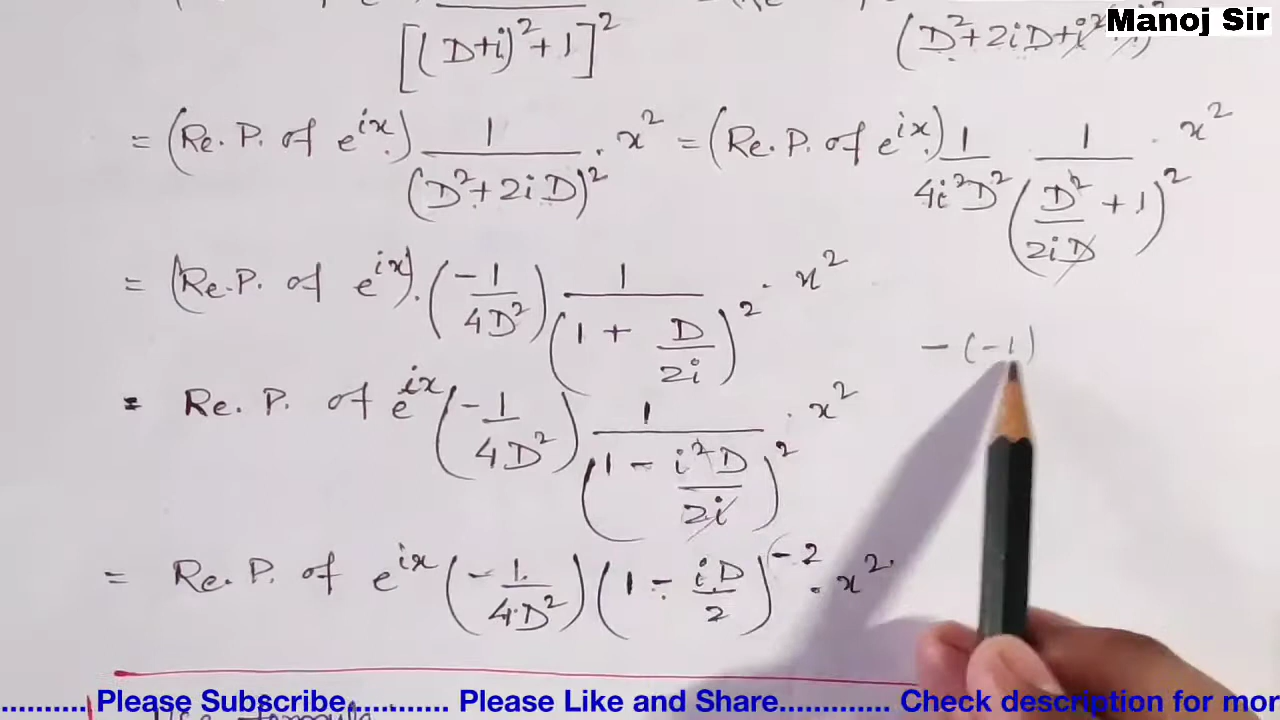 Manoj Sir
[(D+i)² + 1]² (D²+2iD+i²+1)²
= (Re.P. of e^{ix}) 1/(D²+2iD)² · x² = (Re.P. of e^{ix}) 1/(4i²D²) 1/(D²/2iD + 1)² · x²
= (Re.P. of e^{ix}) · (-1/4D²) 1/(1 + D/2i)² · x²
- (-1)
= Re. P. of e^{ix} (-1/4D²) 1/(1 - i²D/2i)² · x²
= Re. P. of e^{ix} (-1/4D²) (1 - iD/2)^{-2} · x²
.......... Please Subscribe.......... Please Like and Share............. Check description for mor